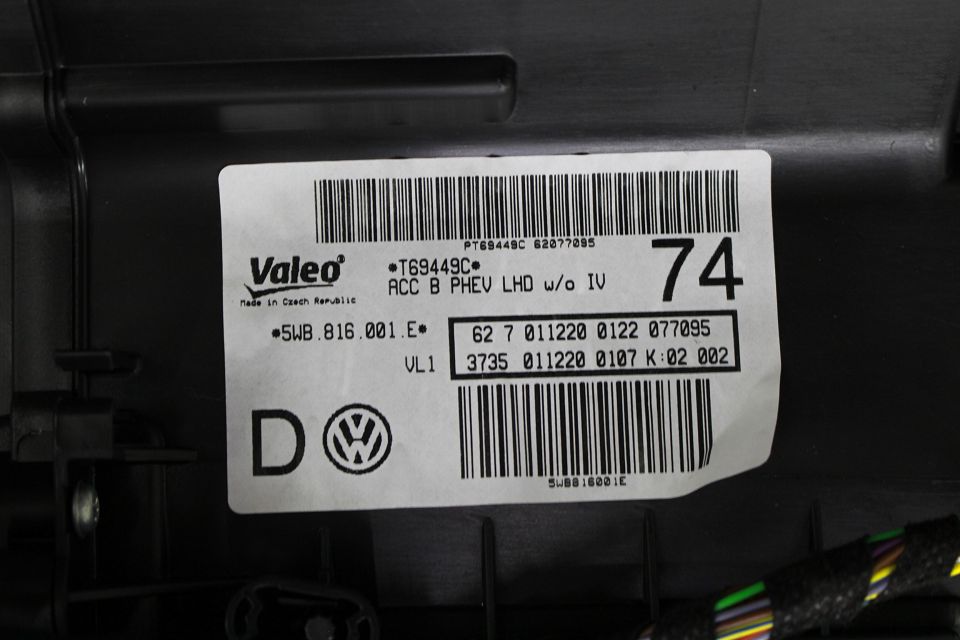 PT69449C 62077095
Valeo
Made in Czech Republic
*T69449C*
ACC B PHEV LHD w/o IV
74
*5WB.816.001.E*
VL1
62 7 011220 0122 077095
3735 011220 0107 K:02 002
D
VW
5WB816001E